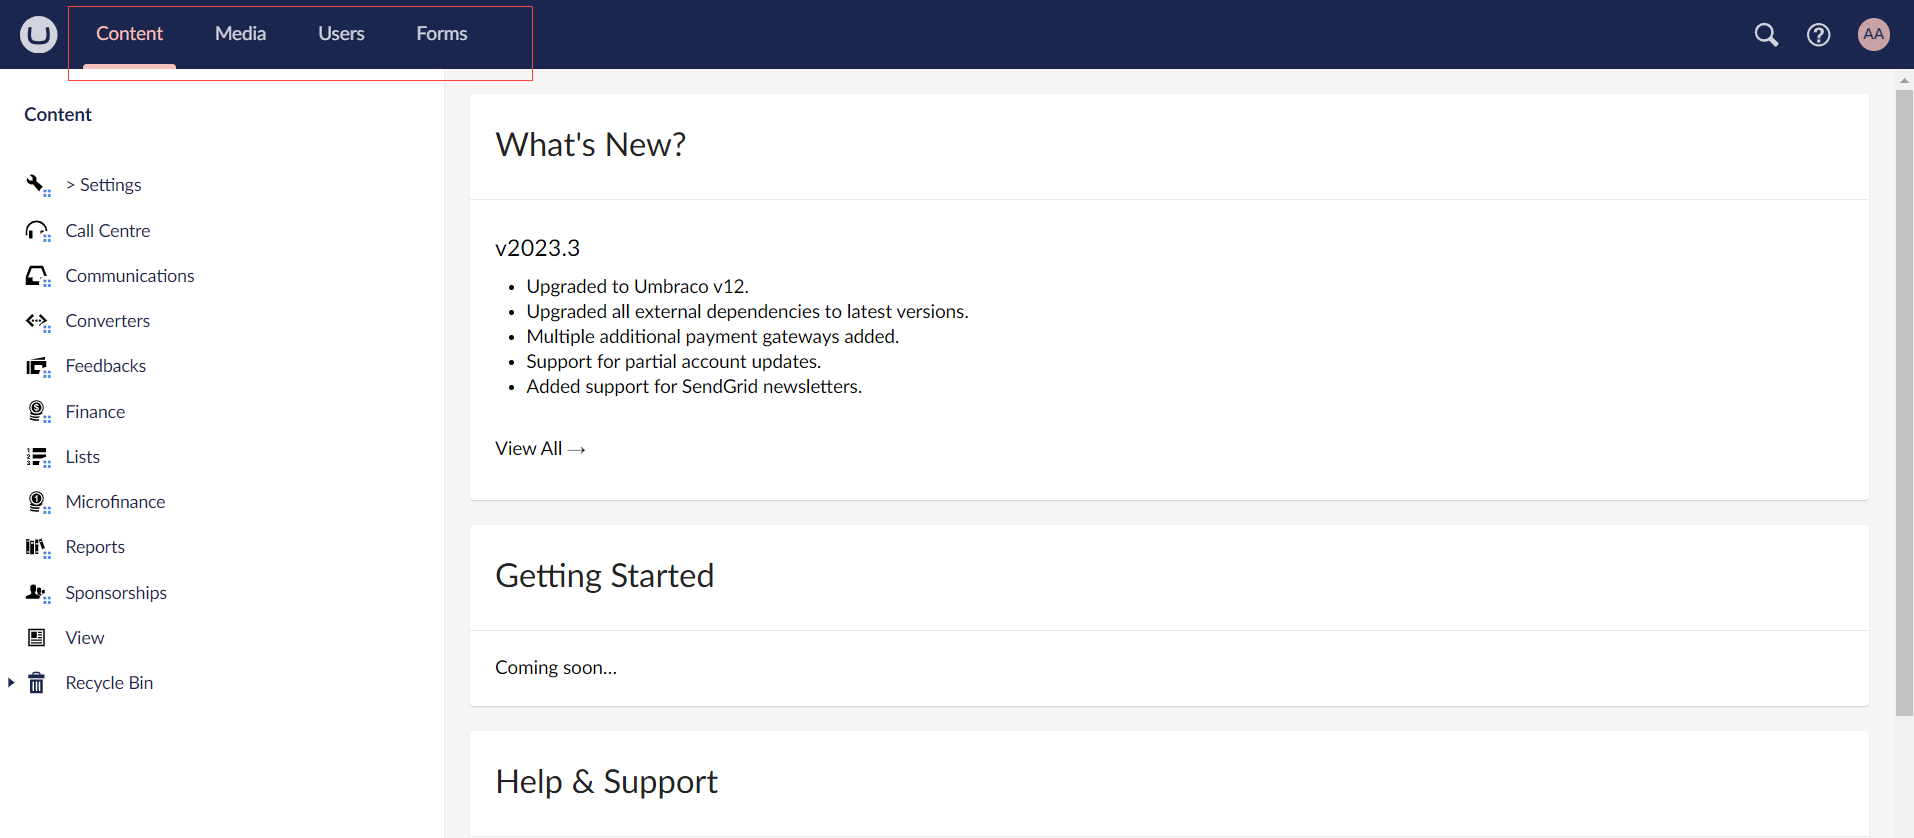 Content Media Users Forms AA
Content
> Settings
Call Centre
Communications
Converters
Feedbacks
Finance
Lists
Microfinance
Reports
Sponsorships
View
Recycle Bin
What's New?
v2023.3
• Upgraded to Umbraco v12.
• Upgraded all external dependencies to latest versions.
• Multiple additional payment gateways added.
• Support for partial account updates.
• Added support for SendGrid newsletters.
View All →
Getting Started
Coming soon...
Help & Support